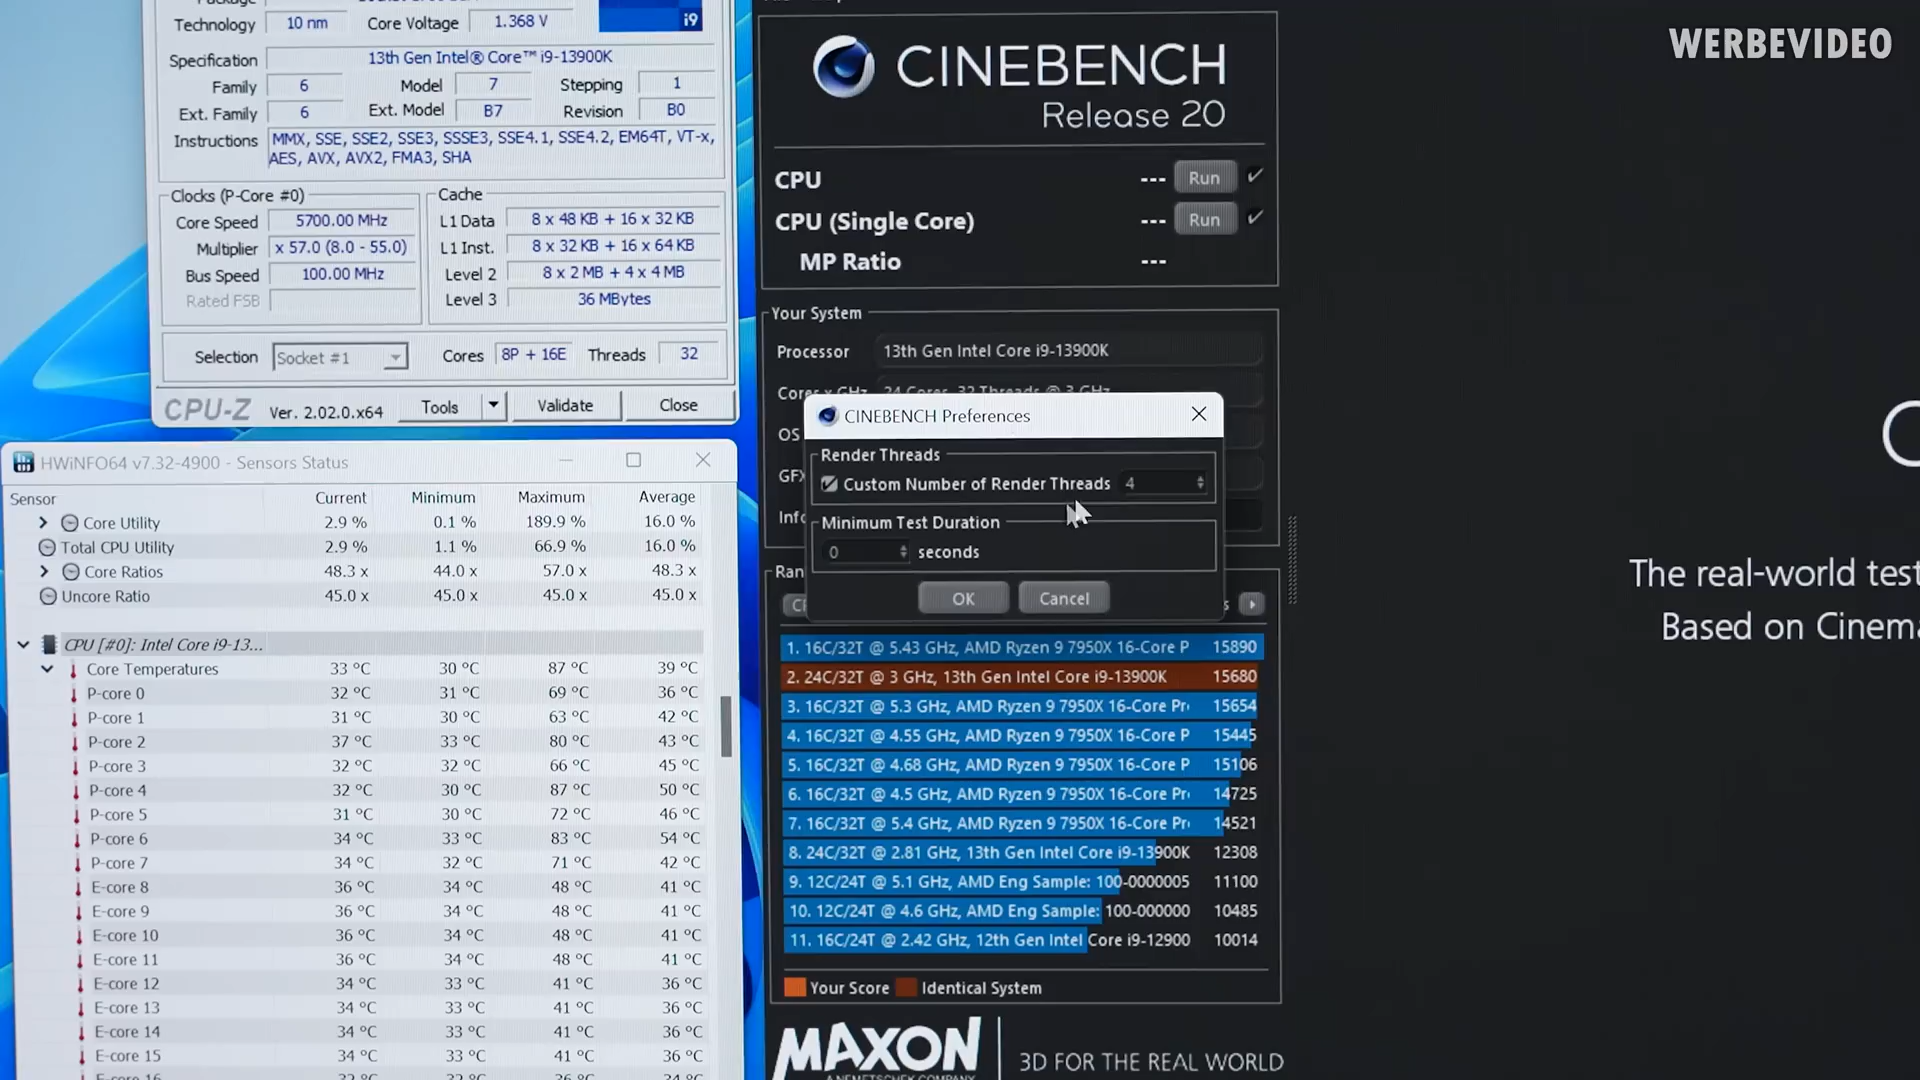 WERBEVIDEO
Technology 10 nm Core Voltage 1.368 V
i9
Specification 13th Gen Intel® Core™ i9-13900K
Family 6 Model 7 Stepping 1
Ext. Family 6 Ext. Model B7 Revision B0
Instructions MMX, SSE, SSE2, SSE3, SSSE3, SSE4.1, SSE4.2, EM64T, VT-x,
AES, AVX, AVX2, FMA3, SHA
Clocks (P-Core #0)
Core Speed 5700.00 MHz
Multiplier x 57.0 (8.0 - 55.0)
Bus Speed 100.00 MHz
Rated FSB
Cache
L1 Data 8 x 48 KB + 16 x 32 KB
L1 Inst. 8 x 32 KB + 16 x 64 KB
Level 2 8 x 2 MB + 4 x 4 MB
Level 3 36 MBytes
Selection Socket #1 Cores 8P + 16E Threads 32
CPU-Z Ver. 2.02.0.x64 Tools Validate Close
HWiNFO64 v7.32-4900 - Sensors Status
Sensor Current Minimum Maximum Average
Core Utility 2.9 % 0.1 % 189.9 % 16.0 %
Total CPU Utility 2.9 % 1.1 % 66.9 % 16.0 %
Core Ratios 48.3 x 44.0 x 57.0 x 48.3 x
Uncore Ratio 45.0 x 45.0 x 45.0 x 45.0 x
CPU [#0]: Intel Core i9-13...
Core Temperatures 33 °C 30 °C 87 °C 39 °C
P-core 0 32 °C 31 °C 69 °C 36 °C
P-core 1 31 °C 30 °C 63 °C 42 °C
P-core 2 37 °C 33 °C 80 °C 43 °C
P-core 3 32 °C 32 °C 66 °C 45 °C
P-core 4 32 °C 30 °C 87 °C 50 °C
P-core 5 31 °C 30 °C 72 °C 46 °C
P-core 6 34 °C 33 °C 83 °C 54 °C
P-core 7 34 °C 32 °C 71 °C 42 °C
E-core 8 36 °C 34 °C 48 °C 41 °C
E-core 9 36 °C 34 °C 48 °C 41 °C
E-core 10 36 °C 34 °C 48 °C 41 °C
E-core 11 36 °C 34 °C 48 °C 41 °C
E-core 12 34 °C 33 °C 41 °C 36 °C
E-core 13 34 °C 33 °C 41 °C 36 °C
E-core 14 34 °C 33 °C 41 °C 36 °C
E-core 15 34 °C 33 °C 41 °C 36 °C
CINEBENCH
Release 20
CPU --- Run
CPU (Single Core) --- Run
MP Ratio ---
Your System
Processor 13th Gen Intel Core i9-13900K
Cores x GHz 24 Cores, 32 Threads @ 3 GHz
OS
GFX
Info
CINEBENCH Preferences
Render Threads
Custom Number of Render Threads 4
Minimum Test Duration
0 seconds
OK Cancel
1. 16C/32T @ 5.43 GHz, AMD Ryzen 9 7950X 16-Core P 15890
2. 24C/32T @ 3 GHz, 13th Gen Intel Core i9-13900K 15680
3. 16C/32T @ 5.3 GHz, AMD Ryzen 9 7950X 16-Core Pr 15654
4. 16C/32T @ 4.55 GHz, AMD Ryzen 9 7950X 16-Core P 15445
5. 16C/32T @ 4.68 GHz, AMD Ryzen 9 7950X 16-Core P 15106
6. 16C/32T @ 4.5 GHz, AMD Ryzen 9 7950X 16-Core Pr 14725
7. 16C/32T @ 5.4 GHz, AMD Ryzen 9 7950X 16-Core Pr 14521
8. 24C/32T @ 2.81 GHz, 13th Gen Intel Core i9-13900K 12308
9. 12C/24T @ 5.1 GHz, AMD Eng Sample: 100-0000005 11100
10. 12C/24T @ 4.6 GHz, AMD Eng Sample: 100-000000 10485
11. 16C/24T @ 2.42 GHz, 12th Gen Intel Core i9-12900 10014
Your Score Identical System
MAXON
A NEMETSCHEK COMPANY
3D FOR THE REAL WORLD
The real-world test
Based on Cinema